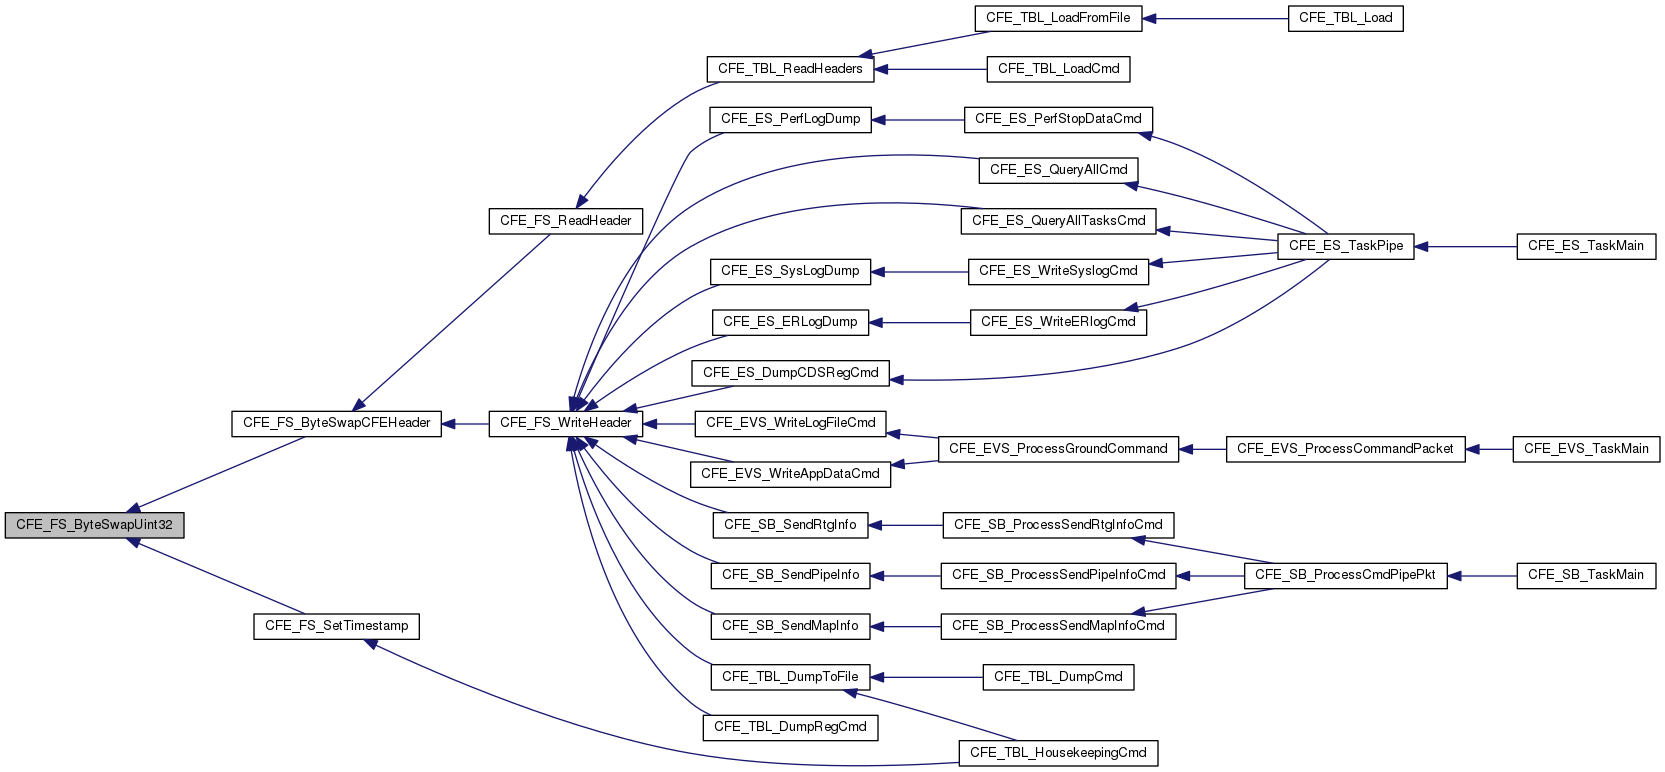 CFE_TBL_LoadFromFile
CFE_TBL_Load
CFE_TBL_ReadHeaders
CFE_TBL_LoadCmd
CFE_ES_PerfLogDump
CFE_ES_PerfStopDataCmd
CFE_ES_QueryAllCmd
CFE_FS_ReadHeader
CFE_ES_QueryAllTasksCmd
CFE_ES_TaskPipe
CFE_ES_TaskMain
CFE_ES_SysLogDump
CFE_ES_WriteSyslogCmd
CFE_ES_ERLogDump
CFE_ES_WriteERlogCmd
CFE_ES_DumpCDSRegCmd
CFE_FS_ByteSwapCFEHeader
CFE_FS_WriteHeader
CFE_EVS_WriteLogFileCmd
CFE_EVS_ProcessGroundCommand
CFE_EVS_ProcessCommandPacket
CFE_EVS_TaskMain
CFE_EVS_WriteAppDataCmd
CFE_FS_ByteSwapUint32
CFE_SB_SendRtgInfo
CFE_SB_ProcessSendRtgInfoCmd
CFE_SB_SendPipeInfo
CFE_SB_ProcessSendPipeInfoCmd
CFE_SB_ProcessCmdPipePkt
CFE_SB_TaskMain
CFE_FS_SetTimestamp
CFE_SB_SendMapInfo
CFE_SB_ProcessSendMapInfoCmd
CFE_TBL_DumpToFile
CFE_TBL_DumpCmd
CFE_TBL_DumpRegCmd
CFE_TBL_HousekeepingCmd